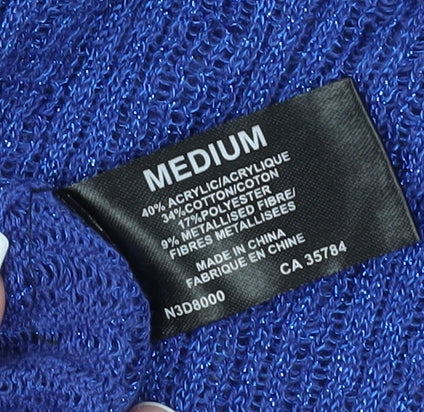 MEDIUM
40% ACRYLIC/ACRYLIQUE
34%COTTON/COTON
17%POLYESTER
9% METALLISED FIBRE/
FIBRES METALLISEES
MADE IN CHINA
FABRIQUE EN CHINE
CA 35784
N3D8000